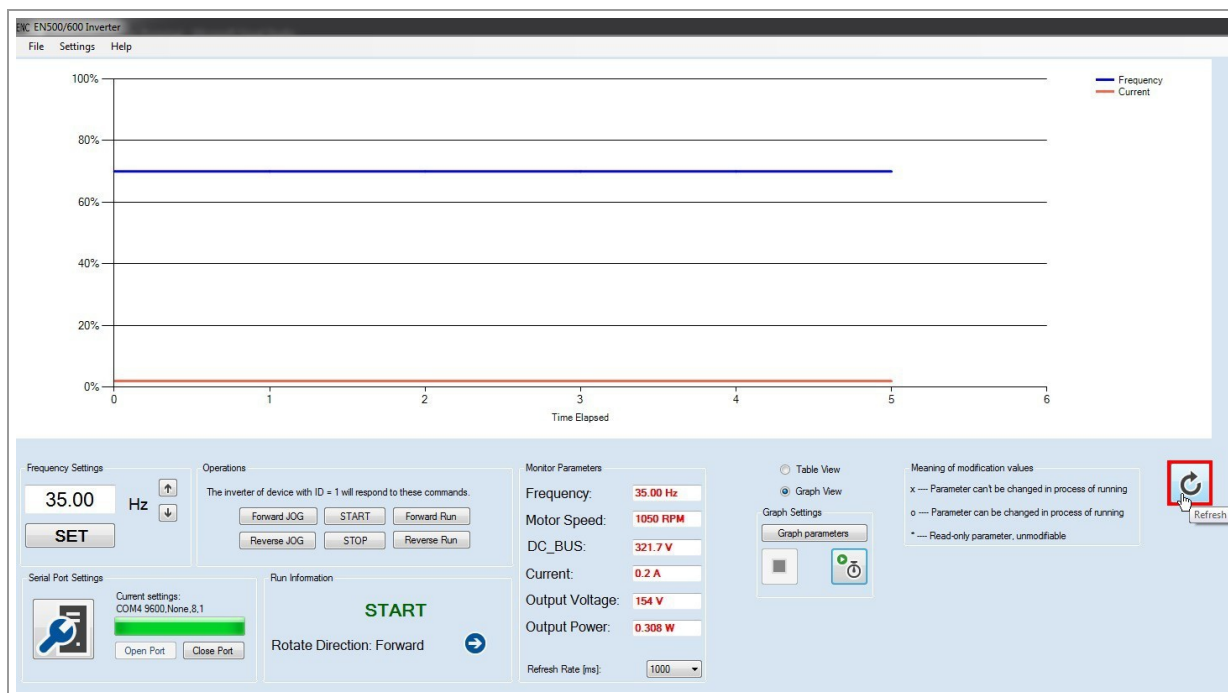 ENC EN500/600 Inverter
File Settings Help
100%
80%
60%
40%
20%
0%
0 1 2 3 4 5 6
Time Elapsed
Frequency
Current
Frequency Settings
35.00 Hz
SET
Operations
The inverter of device with ID = 1 will respond to these commands.
Forward JOG START Forward Run
Reverse JOG STOP Reverse Run
Serial Port Settings
Current settings:
COM4 9600,None,8,1
Open Port Close Port
Run Information
START
Rotate Direction: Forward
Monitor Parameters
Frequency: 35.00 Hz
Motor Speed: 1050 RPM
DC_BUS: 321.7 V
Current: 0.2 A
Output Voltage: 154 V
Output Power: 0.308 W
Refresh Rate [ms]: 1000
Table View
Graph View
Graph Settings
Graph parameters
Meaning of modification values
x ---- Parameter can't be changed in process of running
o ---- Parameter can be changed in process of running
* ---- Read-only parameter, unmodifiable
Refresh